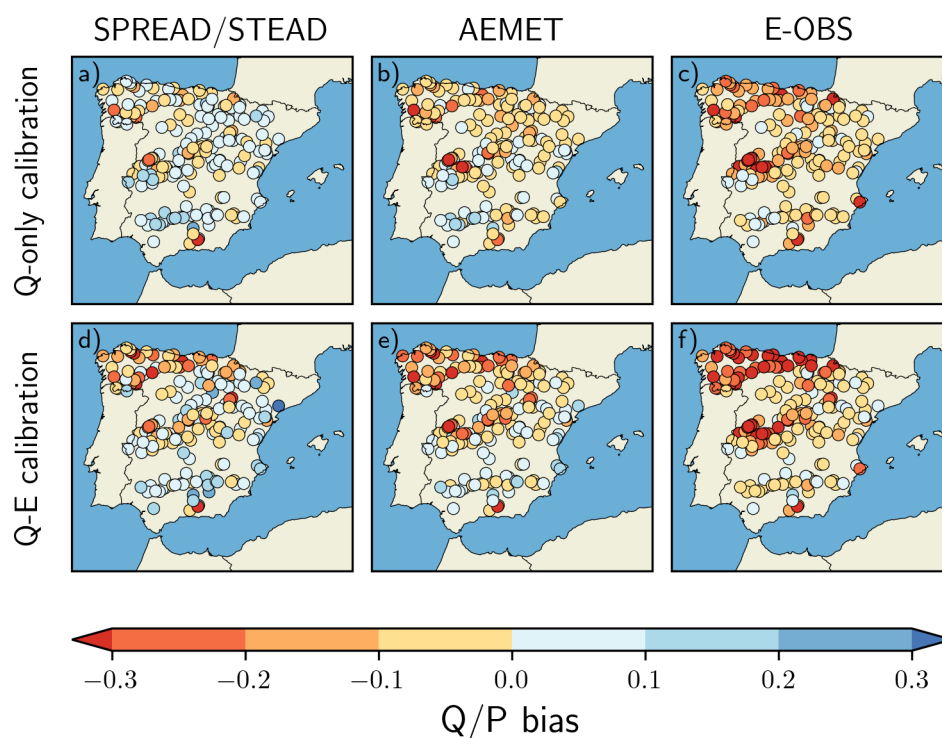 SPREAD/STEAD AEMET E-OBS
Q-only calibration
a) b) c)
Q-E calibration
d) e) f)
−0.3 −0.2 −0.1 0.0 0.1 0.2 0.3
Q/P bias